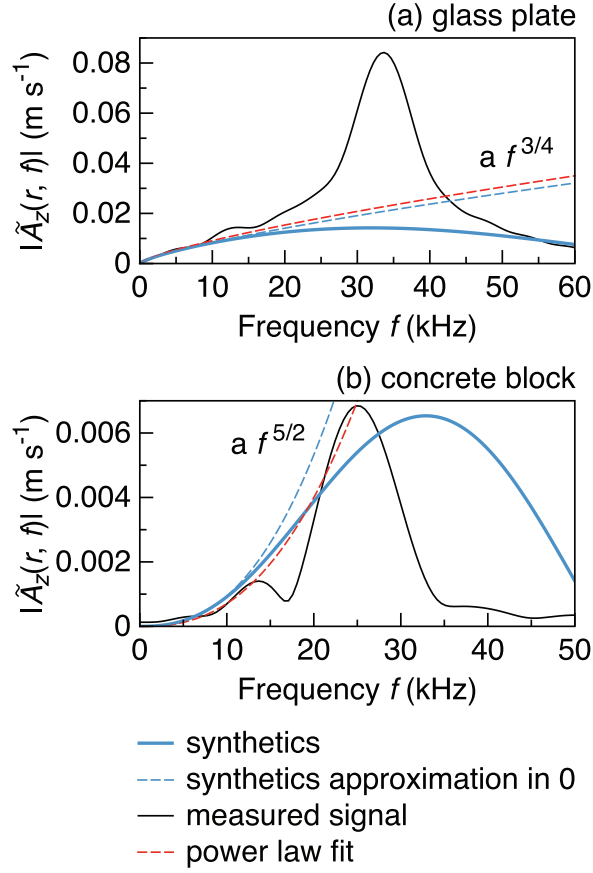 (a) glass plate
|Ã_z(r, f)| (m s⁻¹)
0.08
0.06
0.04
0.02
0
a f^{3/4}
0 10 20 30 40 50 60
Frequency f (kHz)
(b) concrete block
|Ã_z(r, f)| (m s⁻¹)
0.006
0.004
0.002
0
a f^{5/2}
0 10 20 30 40 50
Frequency f (kHz)
synthetics
synthetics approximation in 0
measured signal
power law fit